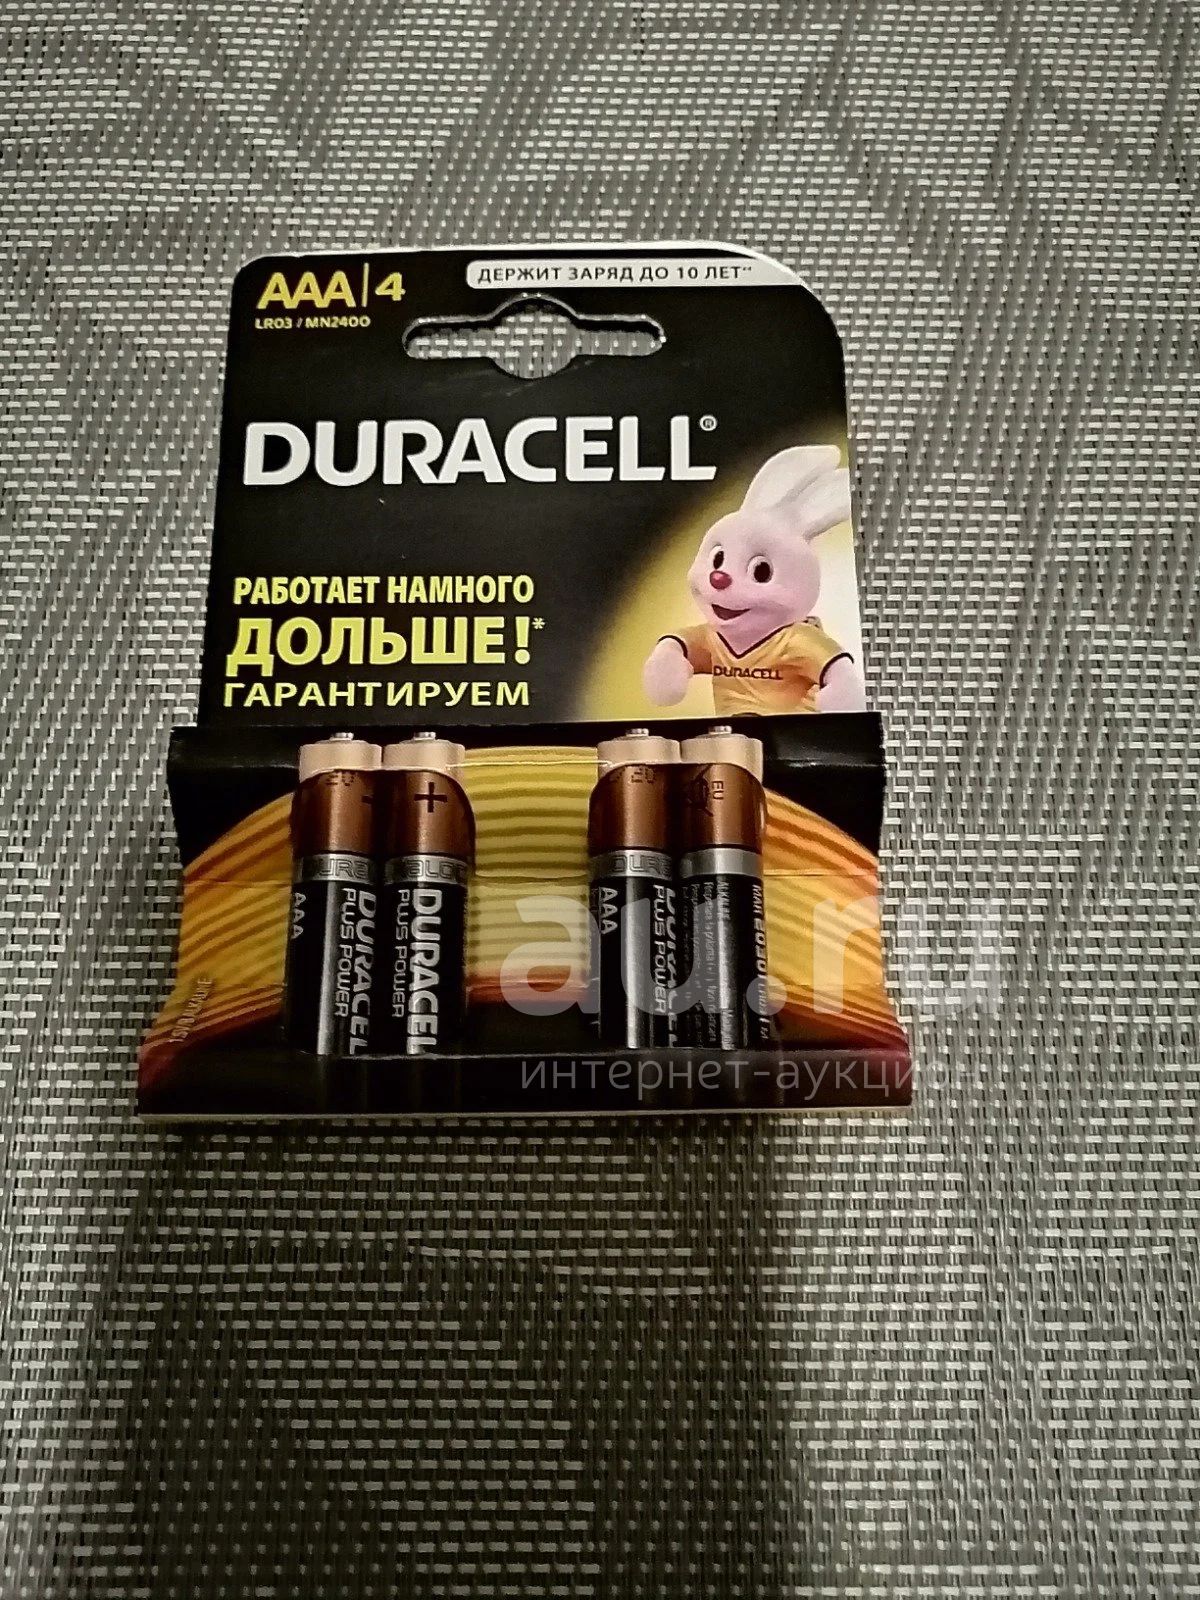 AAA|4
ДЕРЖИТ ЗАРЯД ДО 10 ЛЕТ**
LR03 / MN2400
DURACELL®
РАБОТАЕТ НАМНОГО
ДОЛЬШЕ!*
ГАРАНТИРУЕМ
DURACELL
+
EU
AAA
DURACELL
PLUS POWER
DURACELL
PLUS POWER
AAA
PLUS POWER
au.ru
интернет-аукцион